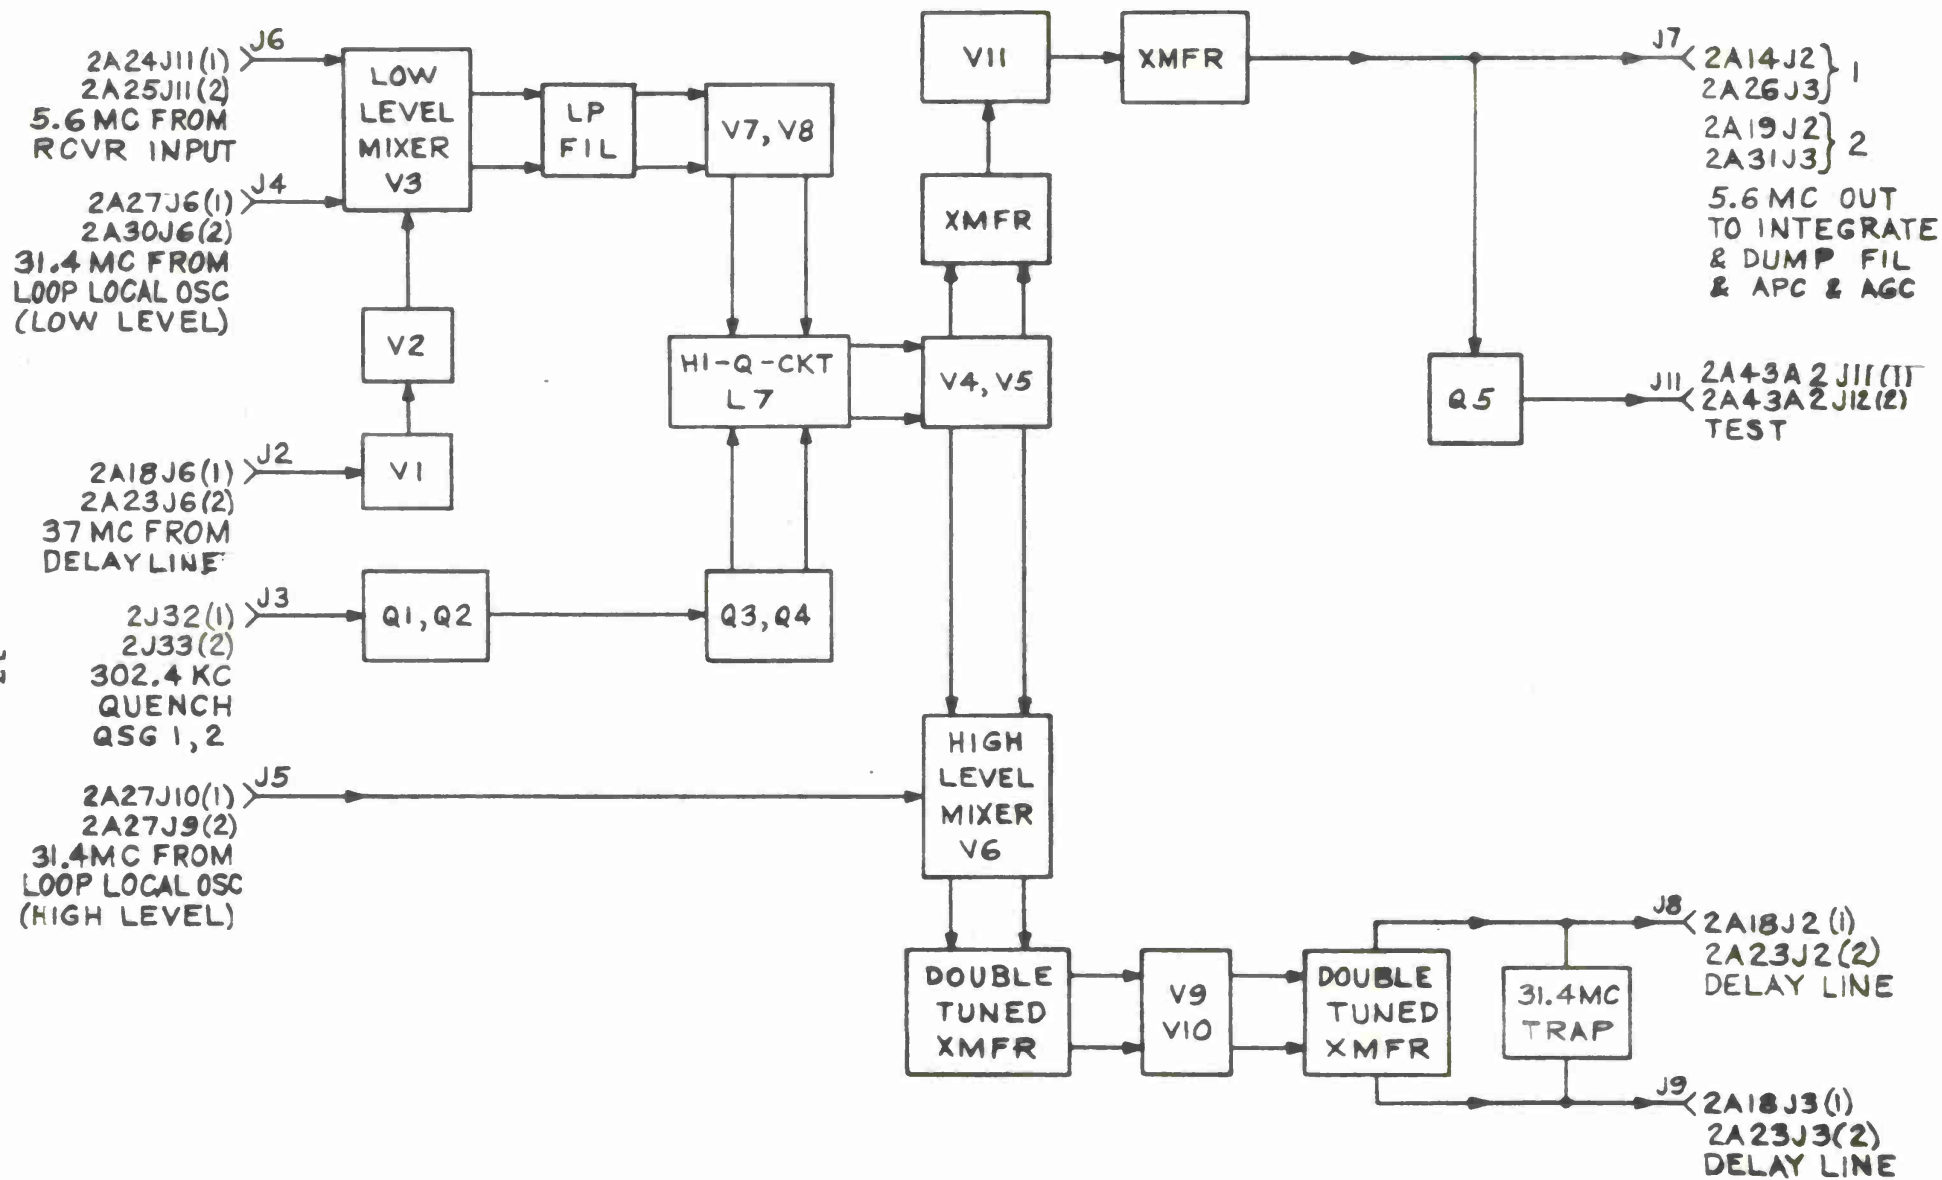 J6
2A24J11(1)
2A25J11(2)
5.6 MC FROM
RCVR INPUT
J4
2A27J6(1)
2A30J6(2)
31.4 MC FROM
LOOP LOCAL OSC
(LOW LEVEL)
J2
2A18J6(1)
2A23J6(2)
37 MC FROM
DELAY LINE
J3
2J32(1)
2J33(2)
302.4 KC
QUENCH
QSG 1,2
J5
2A27J10(1)
2A27J9(2)
31.4MC FROM
LOOP LOCAL OSC
(HIGH LEVEL)
LOW
LEVEL
MIXER
V3
V2
V1
Q1,Q2
LP
FIL
V7, V8
HI-Q-CKT
L7
Q3,Q4
V11
XMFR
XMFR
V4, V5
HIGH
LEVEL
MIXER
V6
DOUBLE
TUNED
XMFR
V9
V10
DOUBLE
TUNED
XMFR
31.4MC
TRAP
Q5
J7
2A14J2
2A26J3 } 1
2A19J2
2A31J3 } 2
5.6 MC OUT
TO INTEGRATE
& DUMP FIL
& APC & AGC
J11
2A43A2J11(1)
2A43A2J12(2)
TEST
J8
2A18J2(1)
2A23J2(2)
DELAY LINE
J9
2A18J3(1)
2A23J3(2)
DELAY LINE